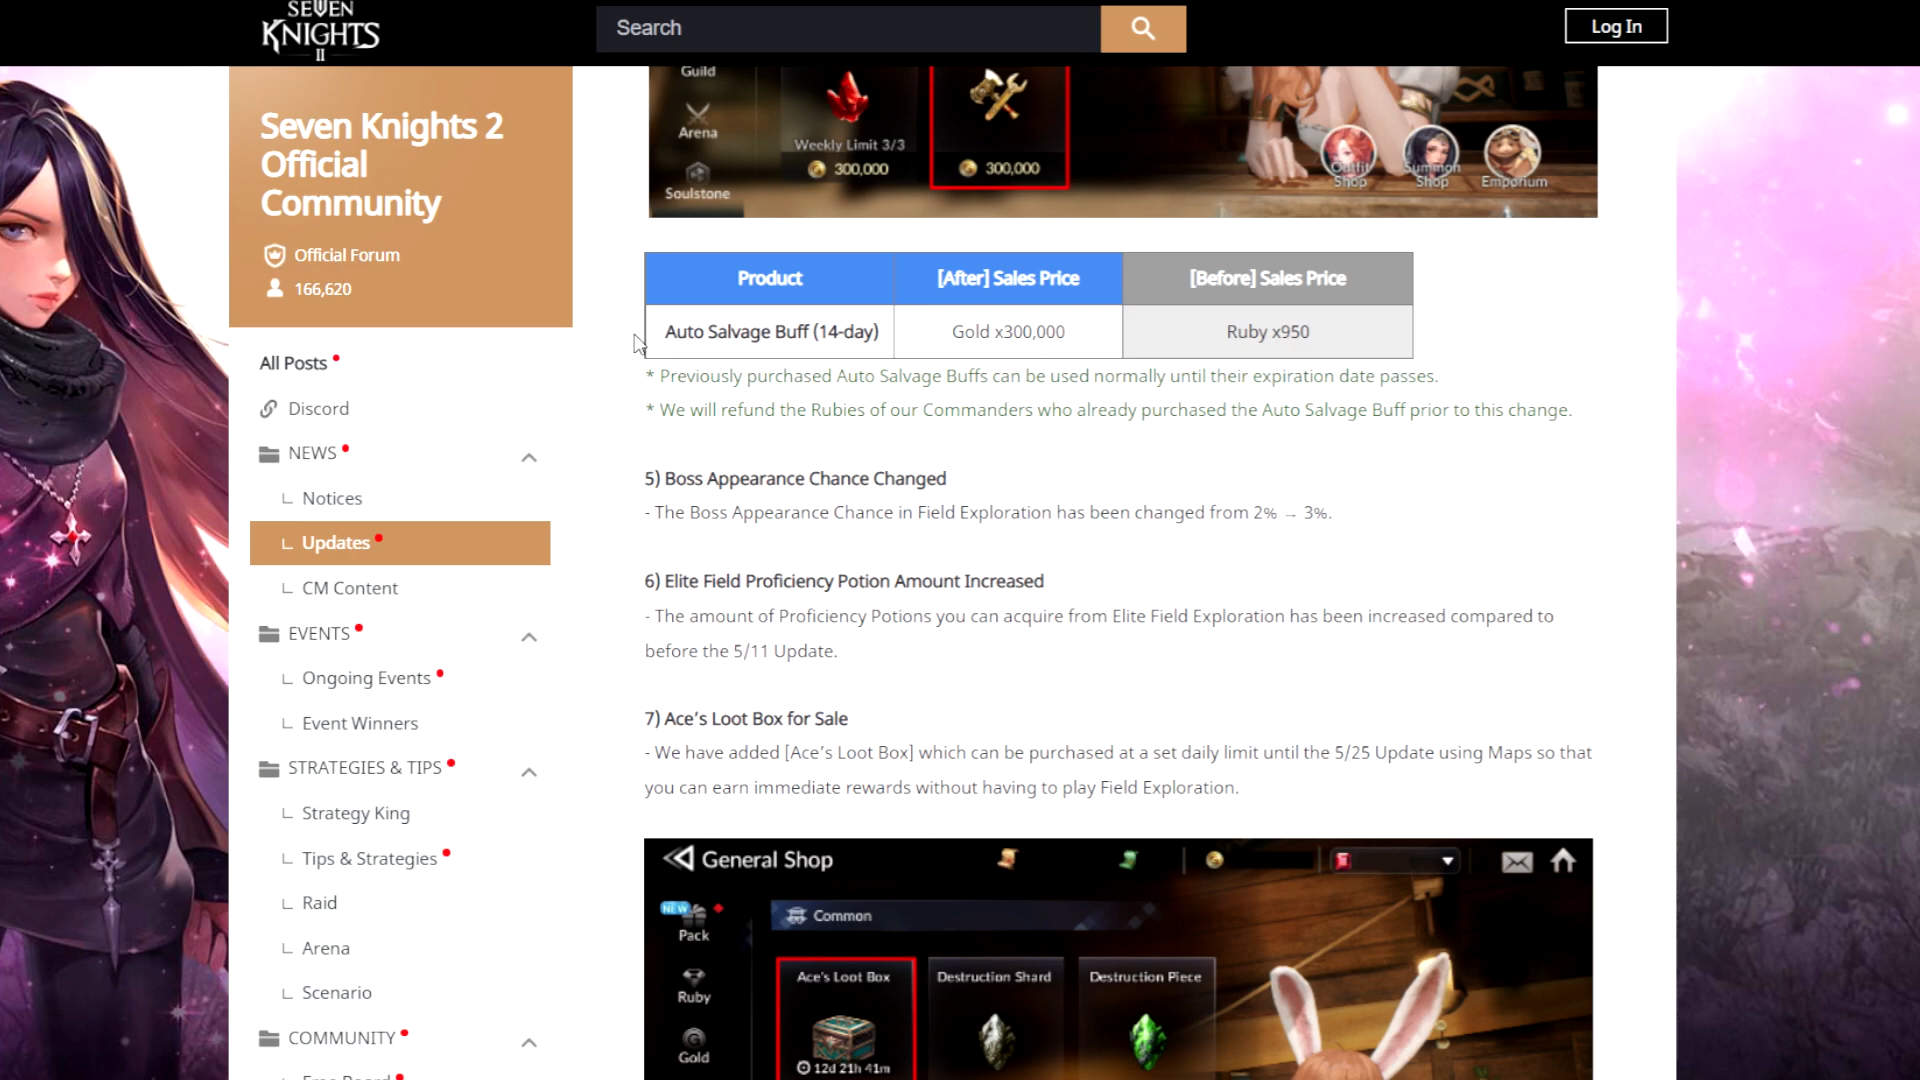 SEVEN
KNIGHTS
II
Search
Log In
Seven Knights 2
Official
Community
Official Forum
166,620
All Posts
Discord
NEWS
Notices
Updates
CM Content
EVENTS
Ongoing Events
Event Winners
STRATEGIES & TIPS
Strategy King
Tips & Strategies
Raid
Arena
Scenario
COMMUNITY
Free Board
Guild
Arena
Soulstone
Weekly Limit 3/3
300,000
300,000
Outfit
Shop
Summon
Shop
Emporium
Product [After] Sales Price [Before] Sales Price
Auto Salvage Buff (14-day) Gold x300,000 Ruby x950
* Previously purchased Auto Salvage Buffs can be used normally until their expiration date passes.
* We will refund the Rubies of our Commanders who already purchased the Auto Salvage Buff prior to this change.
5) Boss Appearance Chance Changed
- The Boss Appearance Chance in Field Exploration has been changed from 2% → 3%.
6) Elite Field Proficiency Potion Amount Increased
- The amount of Proficiency Potions you can acquire from Elite Field Exploration has been increased compared to
before the 5/11 Update.
7) Ace's Loot Box for Sale
- We have added [Ace's Loot Box] which can be purchased at a set daily limit until the 5/25 Update using Maps so that
you can earn immediate rewards without having to play Field Exploration.
General Shop
NEW
Pack
Ruby
Gold
Common
Ace's Loot Box
12d 21h 41m
Destruction Shard
Destruction Piece